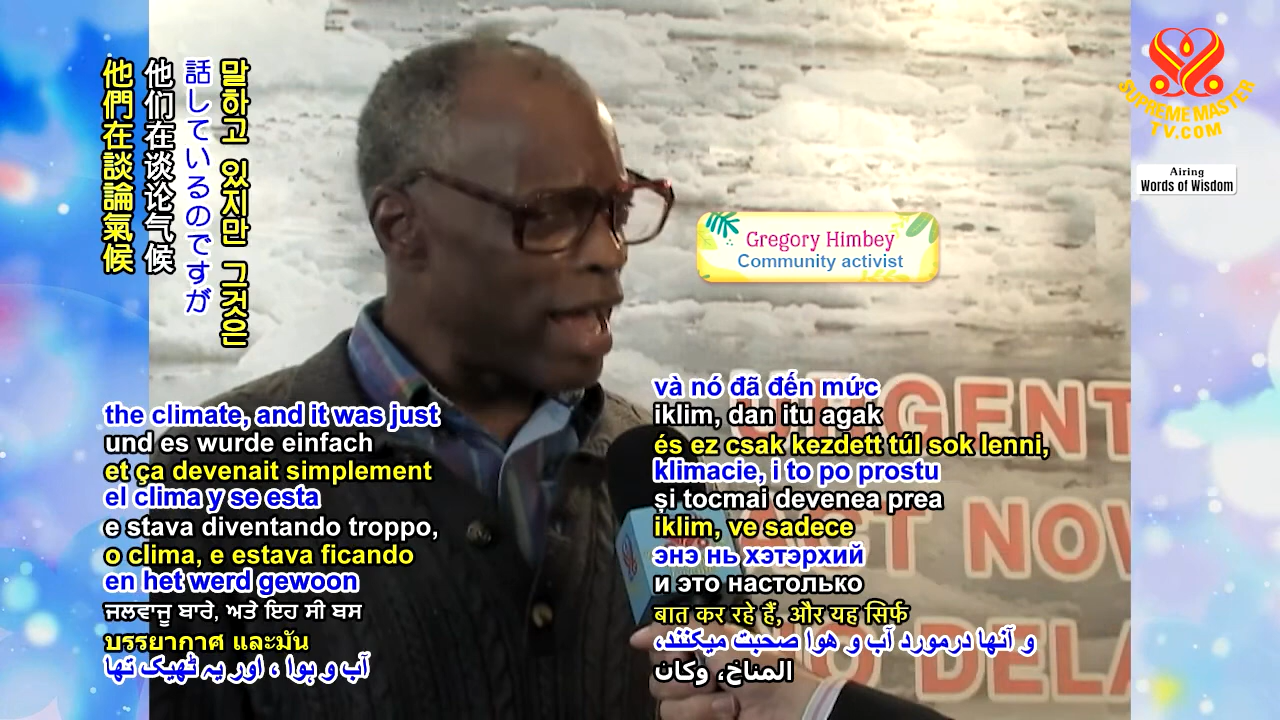 他們在談論氣候
他们在谈论气候
話しているのですが
말하고 있지만 그것은
SUPREME MASTER
TV.COM
Airing
Words of Wisdom
Gregory Himbey
Community activist
URGENT
ACT NOW
NO DELA
the climate, and it was just
und es wurde einfach
et ça devenait simplement
el clima y se esta
e stava diventando troppo,
o clima, e estava ficando
en het werd gewoon
ਜਲਵਾਯੂ ਬਾਰੇ, ਅਤੇ ਇਹ ਸੀ ਬਸ
บรรยากาศ และมัน
آب و ہوا ، اور یہ ٹھیک تھا
và nó đã đến mức
iklim, dan itu agak
és ez csak kezdett túl sok lenni,
klimacie, i to po prostu
și tocmai devenea prea
iklim, ve sadece
энэ нь хэтэрхий
и это настолько
बात कर रहे हैं, और यह सिर्फ
و آنها درمورد آب و هوا صحبت میکنند،
المناخ، وكان